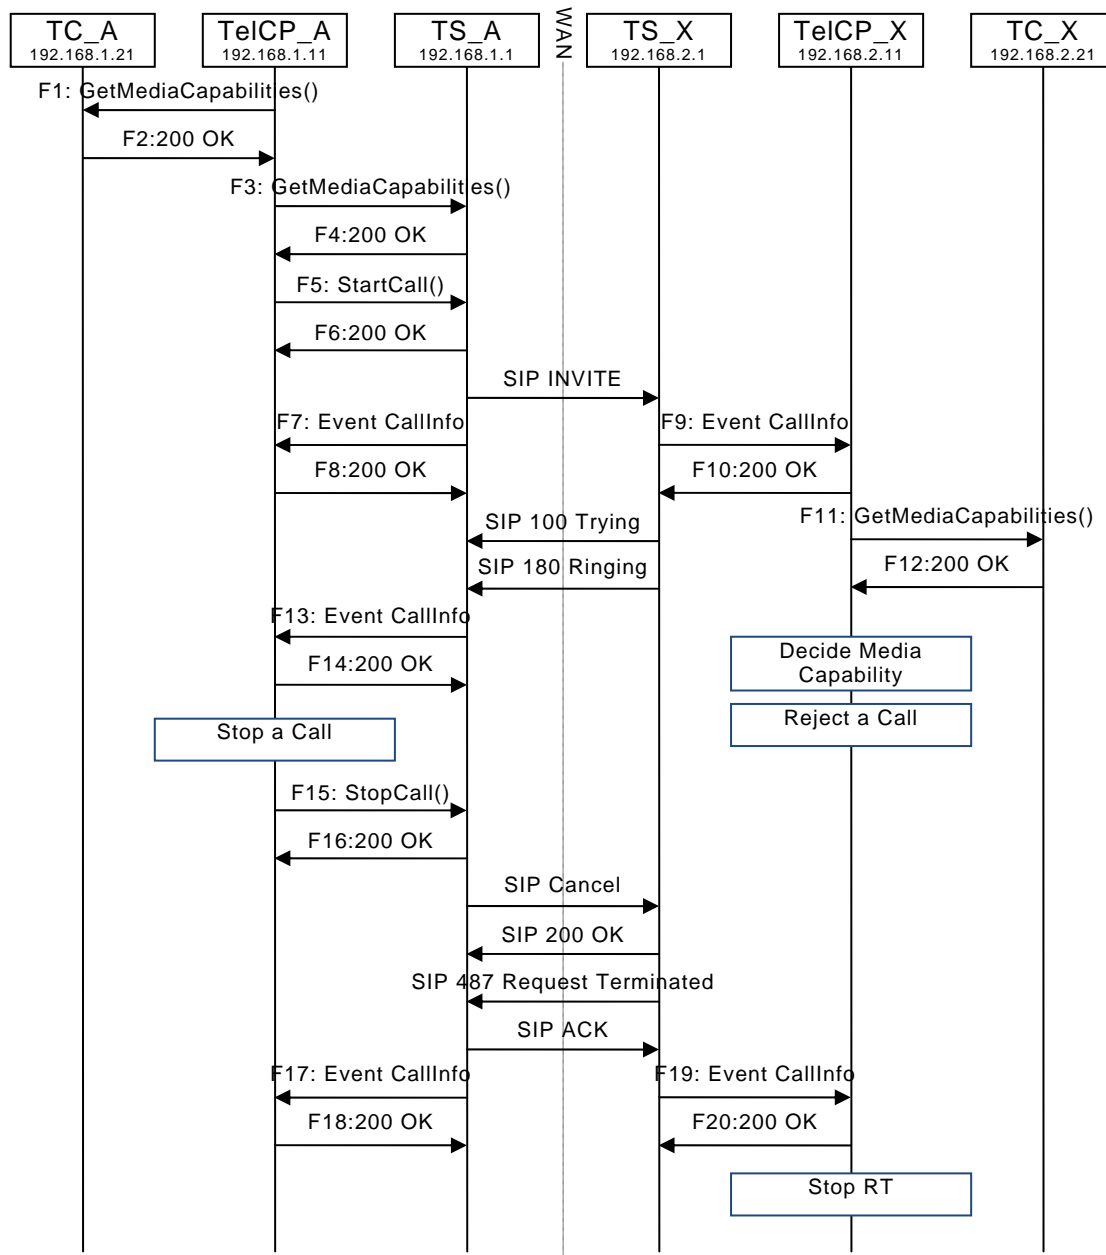 TC_A
192.168.1.21
TelCP_A
192.168.1.11
TS_A
192.168.1.1
WAN
TS_X
192.168.2.1
TelCP_X
192.168.2.11
TC_X
192.168.2.21
F1: GetMediaCapabilities()
F2:200 OK
F3: GetMediaCapabilities()
F4:200 OK
F5: StartCall()
F6:200 OK
SIP INVITE
F7: Event CallInfo
F9: Event CallInfo
F8:200 OK
F10:200 OK
SIP 100 Trying
F11: GetMediaCapabilities()
SIP 180 Ringing
F12:200 OK
F13: Event CallInfo
F14:200 OK
Decide Media
Capability
Stop a Call
Reject a Call
F15: StopCall()
F16:200 OK
SIP Cancel
SIP 200 OK
SIP 487 Request Terminated
SIP ACK
F17: Event CallInfo
F19: Event CallInfo
F18:200 OK
F20:200 OK
Stop RT